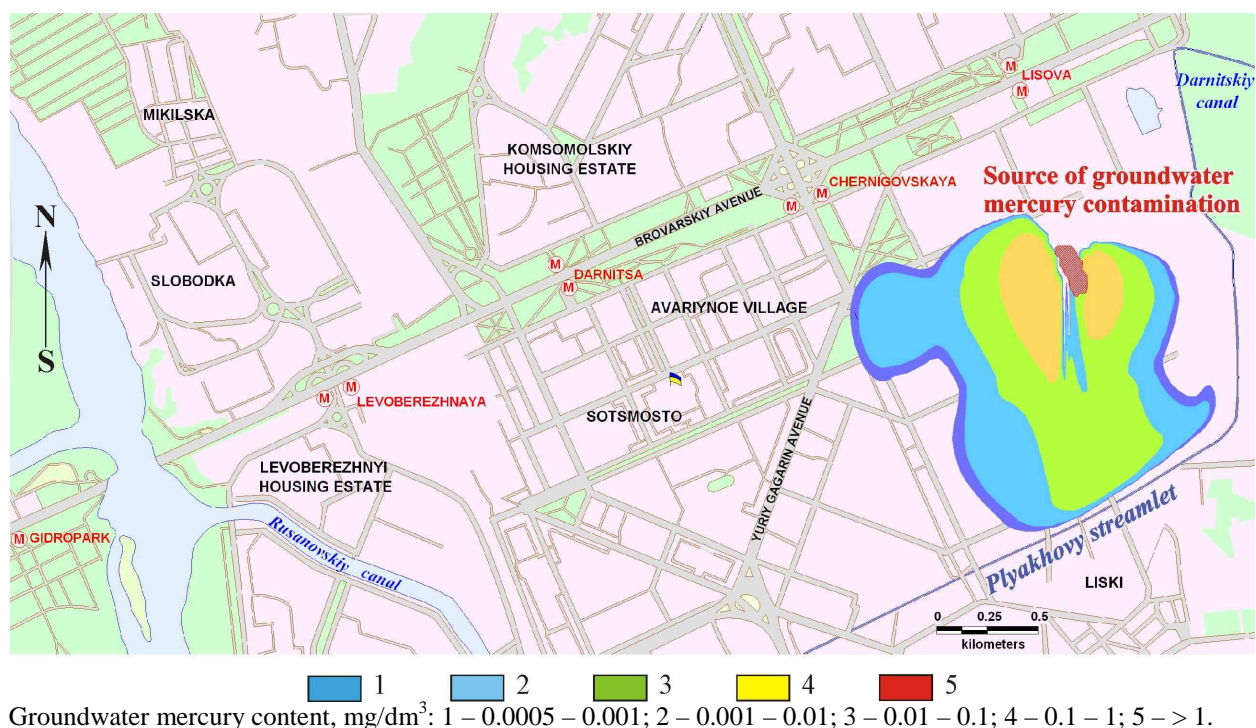 MIKILSKA
KOMSOMOLSKIY
HOUSING ESTATE
M
LISOVA
M
Darnitskiy
canal
N
S
SLOBODKA
BROVARSKIY AVENUE
M
M
CHERNIGOVSKAYA
Source of groundwater
mercury contamination
M
DARNITSA
M
AVARIYNOE VILLAGE
M
M
LEVOBEREZHNAYA
SOTSMOSTO
YURIY GAGARIN AVENUE
LEVOBEREZHNYI
HOUSING ESTATE
Rusanovskiy canal
M
GIDROPARK
Plyakhovy streamlet
LISKI
0 0.25 0.5
kilometers
1 2 3 4 5
Groundwater mercury content, mg/dm³: 1 – 0.0005 – 0.001; 2 – 0.001 – 0.01; 3 – 0.01 – 0.1; 4 – 0.1 – 1; 5 – > 1.